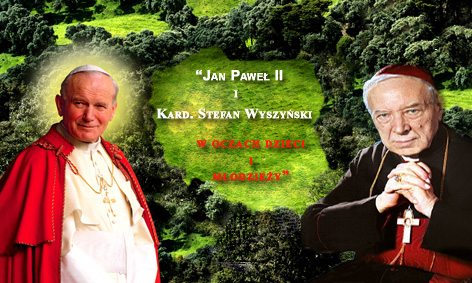 “Jan Paweł II
i
Kard. Stefan Wyszyński
w oczach dzieci
i
młodzieży”